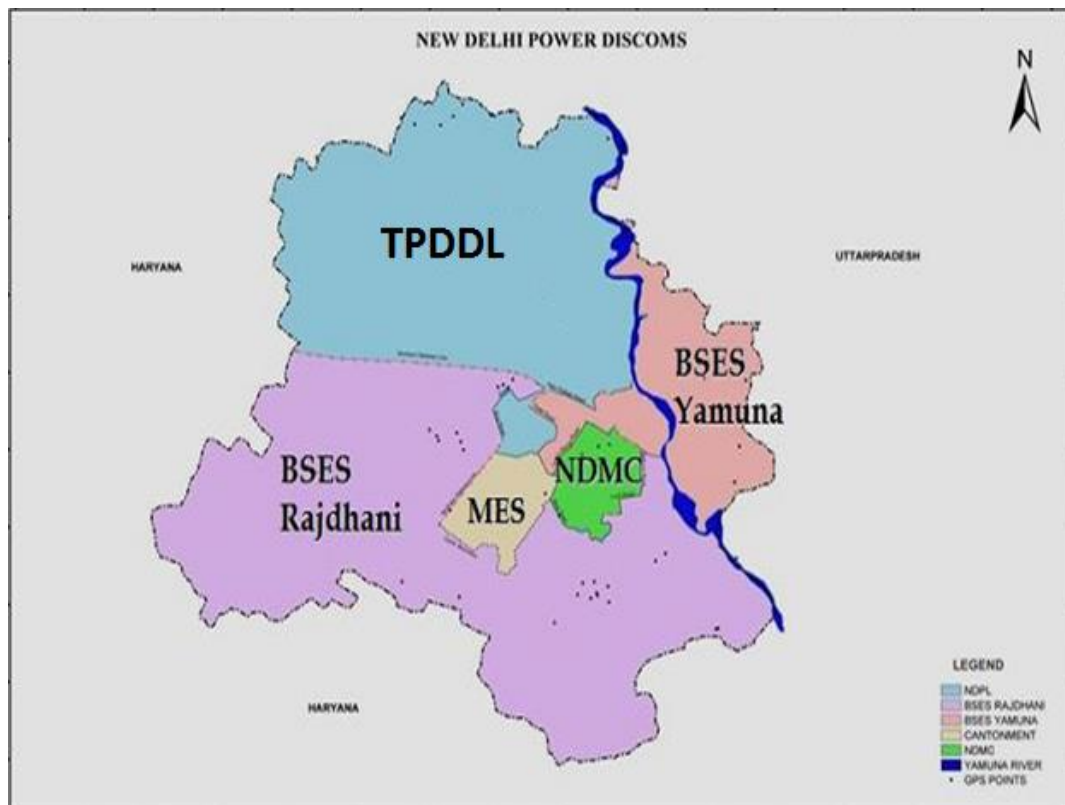 NEW DELHI POWER DISCOMS
N
TPDDL
HARYANA
UTTARPRADESH
BSES
Yamuna
BSES
Rajdhani
NDMC
MES
HARYANA
LEGEND
NDPL
BSES RAJDHANI
BSES YAMUNA
CANTONMENT
NDMC
YAMUNA RIVER
GPS POINTS